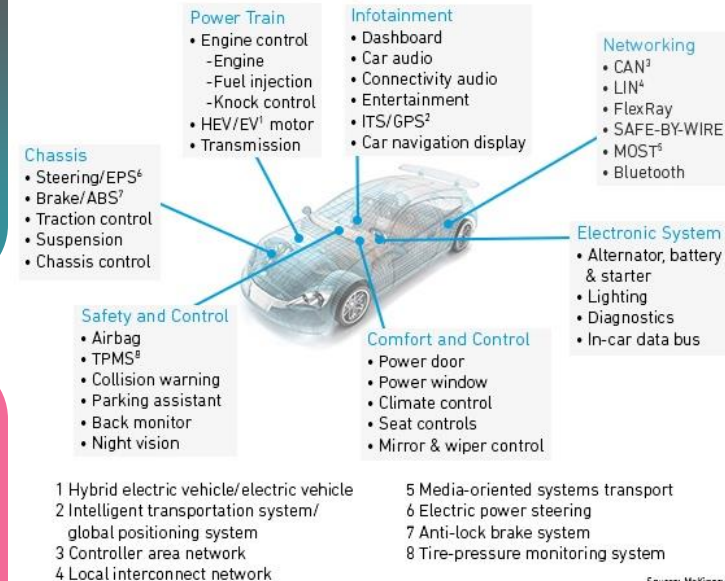 Power Train
• Engine control
-Engine
-Fuel injection
-Knock control
• HEV/EV¹ motor
• Transmission
Infotainment
• Dashboard
• Car audio
• Connectivity audio
• Entertainment
• ITS/GPS²
• Car navigation display
Networking
• CAN³
• LIN⁴
• FlexRay
• SAFE-BY-WIRE
• MOST⁵
• Bluetooth
Chassis
• Steering/EPS⁶
• Brake/ABS⁷
• Traction control
• Suspension
• Chassis control
Electronic System
• Alternator, battery
& starter
• Lighting
• Diagnostics
• In-car data bus
Safety and Control
• Airbag
• TPMS⁸
• Collision warning
• Parking assistant
• Back monitor
• Night vision
Comfort and Control
• Power door
• Power window
• Climate control
• Seat controls
• Mirror & wiper control
1 Hybrid electric vehicle/electric vehicle
2 Intelligent transportation system/
global positioning system
3 Controller area network
4 Local interconnect network
5 Media-oriented systems transport
6 Electric power steering
7 Anti-lock brake system
8 Tire-pressure monitoring system